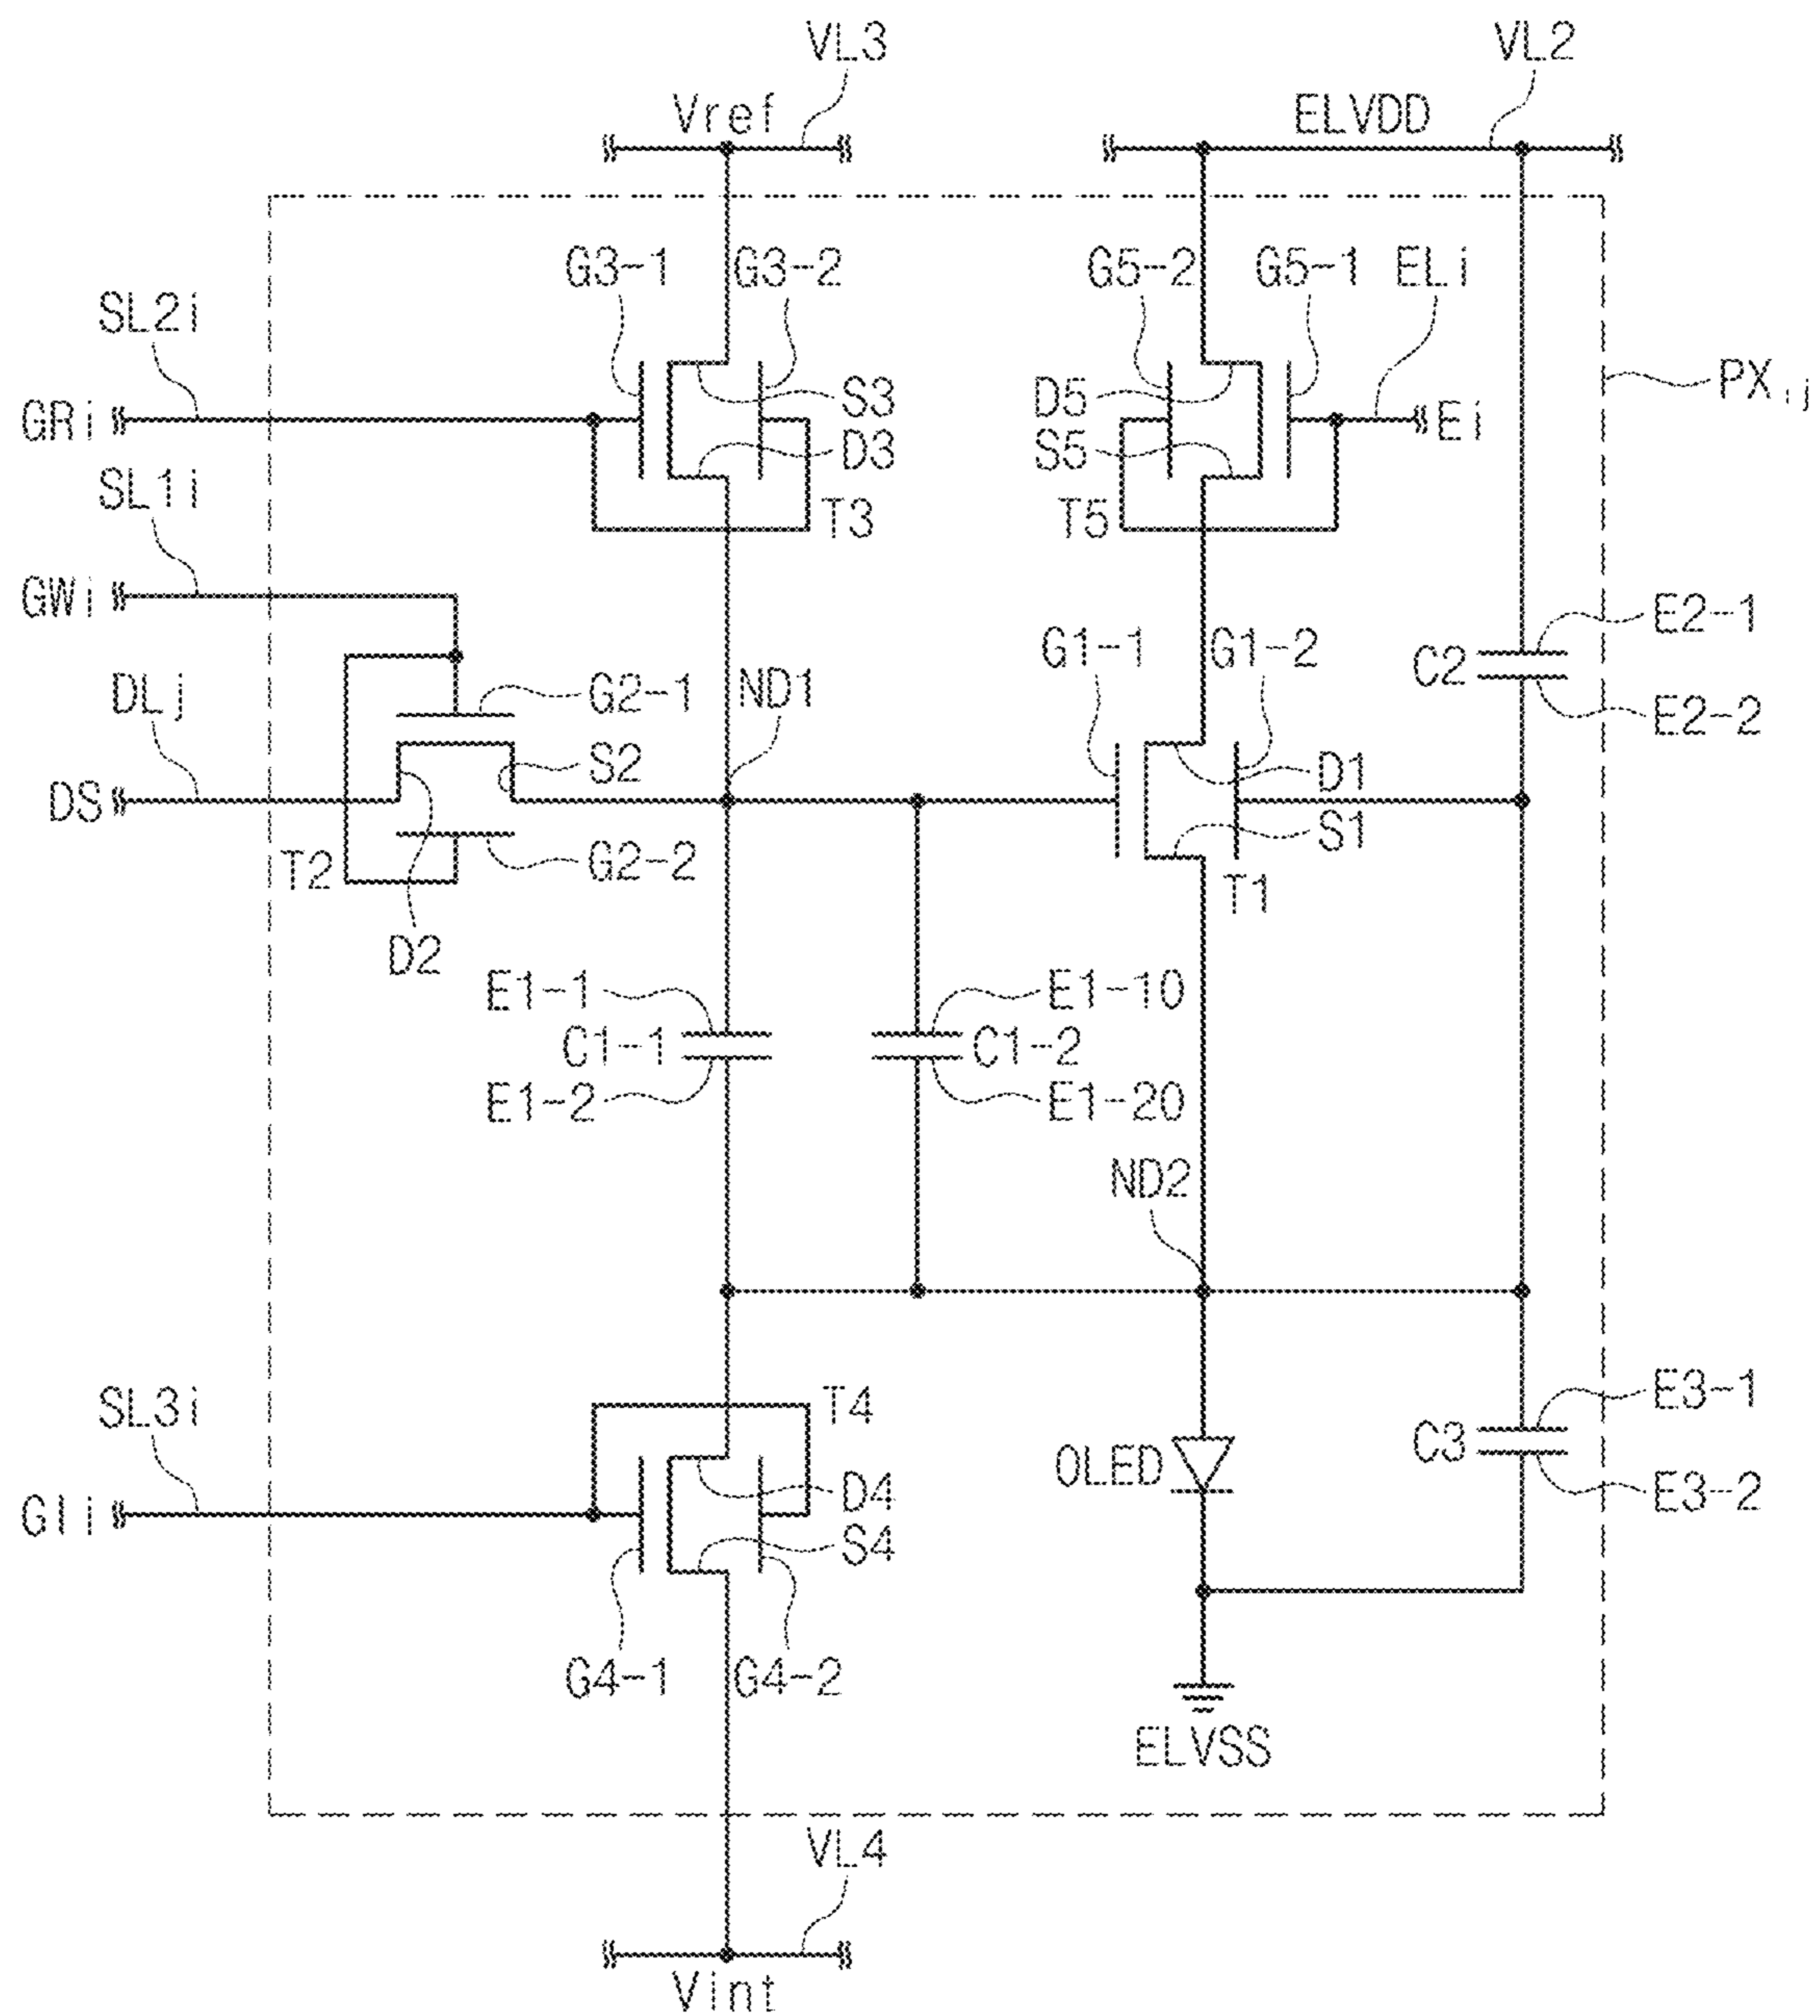 VL3
VL2
Vref
ELVDD
G3-1
G3-2
G5-2
G5-1
ELi
SL2i
PXij
S3
D5
GRi
Ei
D3
S5
SL1i
T3
T5
GWi
E2-1
G1-1
G1-2
C2
DLj
G2-1
ND1
E2-2
S2
D1
DS
S1
T2
G2-2
T1
D2
E1-1
E1-10
C1-1
C1-2
E1-2
E1-20
ND2
SL3i
T4
E3-1
OLED
C3
D4
E3-2
GIi
S4
G4-1
G4-2
ELVSS
VL4
Vint